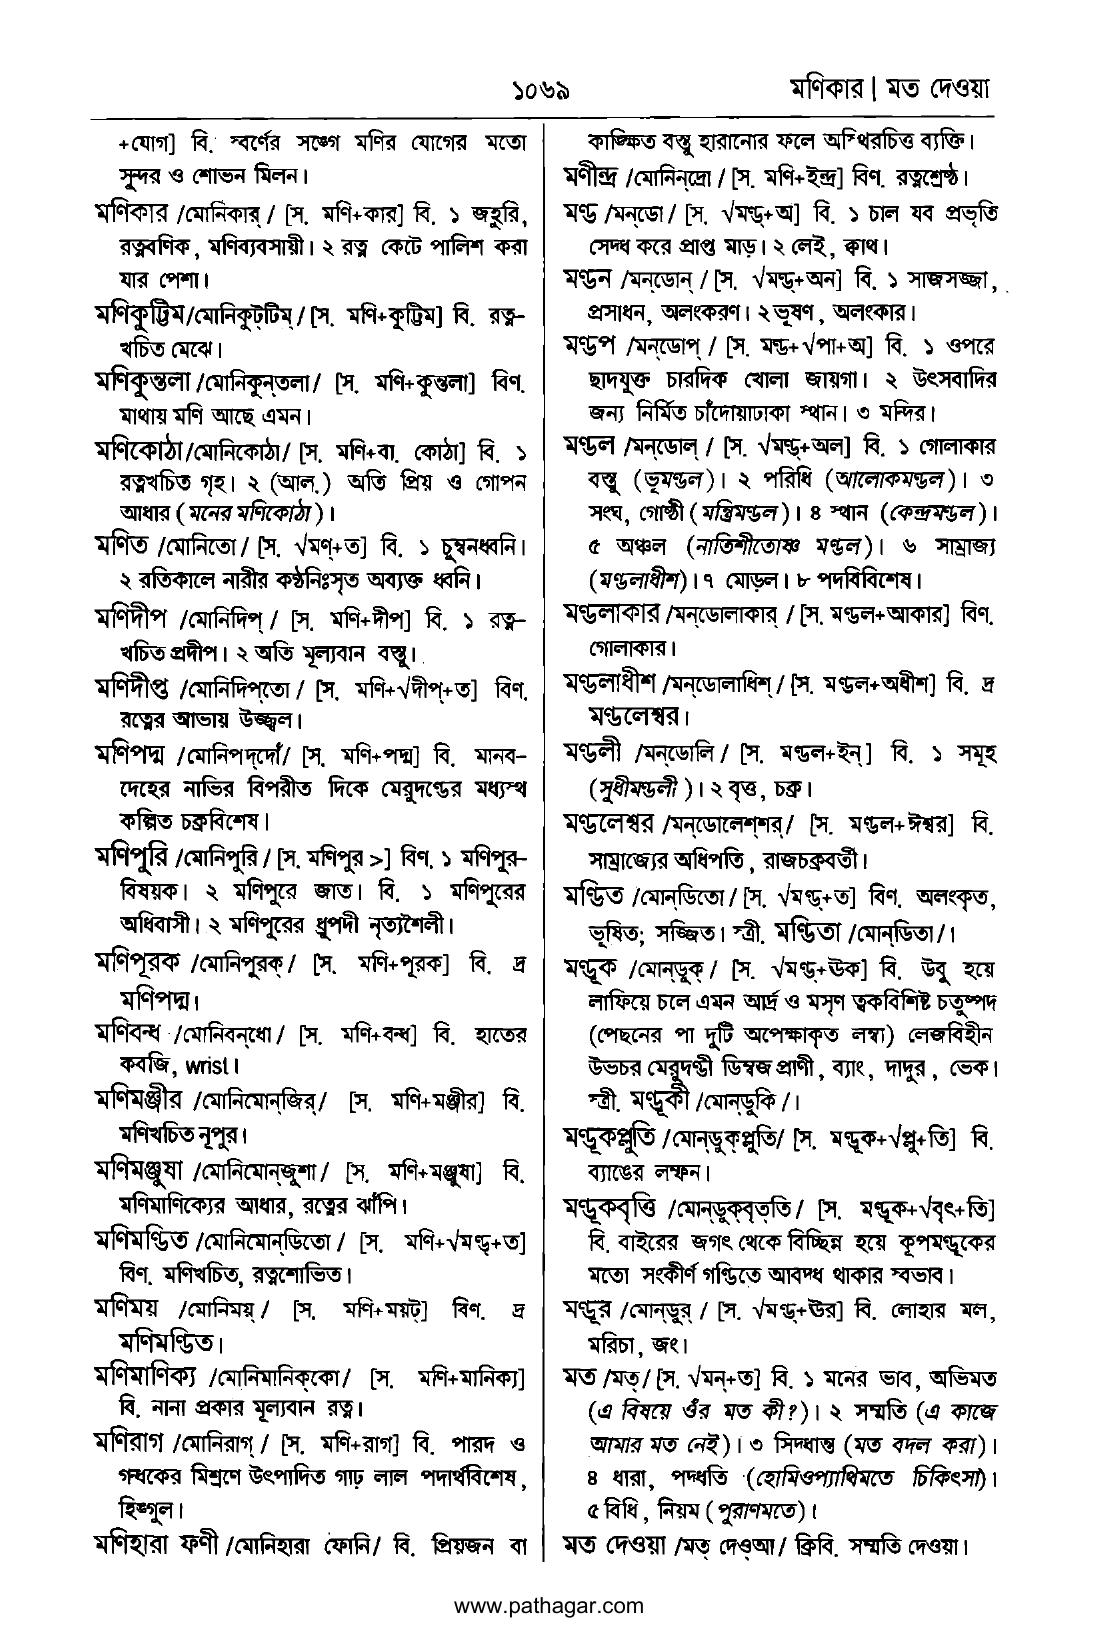 ১০৬৯
মণিকার | মত দেওয়া
+যোগ] বি. স্বর্ণের সঙ্গে মণির যোগের মতো
সুন্দর ও শোভন মিলন।
মণিকার /মোনিকার্/ [স. মণি+কার] বি. ১ জহুরি,
রত্নবণিক, মণিব্যবসায়ী। ২ রত্ন কেটে পালিশ করা
যার পেশা।
মণিকুট্টিম/মোনিকুট্‌টিম্/ [স. মণি+কুট্টিম] বি. রত্ন-
খচিত মেঝে।
মণিকুন্তলা /মোনিকুন্‌তলা/ [স. মণি+কুন্তলা] বিণ.
মাথায় মণি আছে এমন।
মণিকোঠা/মোনিকোঠা/ [স. মণি+বা. কোঠা] বি. ১
রত্নখচিত গৃহ। ২ (আল.) অতি প্রিয় ও গোপন
আধার (মনের মণিকোঠা)।
মণিত /মোনিতো/ [স. √মণ্+ত] বি. ১ চুম্বনধ্বনি।
২ রতিকালে নারীর কণ্ঠনিঃসৃত অব্যক্ত ধ্বনি।
মণিদীপ /মোনিদিপ্/ [স. মণি+দীপ] বি. ১ রত্ন-
খচিত প্রদীপ। ২ অতি মূল্যবান বস্তু।
মণিদীপ্ত /মোনিদিপ্‌তো/ [স. মণি+√দীপ্+ত] বিণ.
রত্নের আভায় উজ্জ্বল।
মণিপদ্ম /মোনিপদ্‌দোঁ/ [স. মণি+পদ্ম] বি. মানব-
দেহের নাভির বিপরীত দিকে মেরুদণ্ডের মধ্যস্থ
কল্পিত চক্রবিশেষ।
মণিপুরি /মোনিপুরি/ [স. মণিপুর >] বিণ. ১ মণিপুর-
বিষয়ক। ২ মণিপুরে জাত। বি. ১ মণিপুরের
অধিবাসী। ২ মণিপুরের ধ্রুপদী নৃত্যশৈলী।
মণিপূরক /মোনিপুরক্/ [স. মণি+পূরক] বি. দ্র
মণিপদ্ম।
মণিবন্ধ /মোনিবন্‌ধো/ [স. মণি+বন্ধ] বি. হাতের
কবজি, wrist।
মণিমঞ্জীর /মোনিমোন্‌জির্/ [স. মণি+মঞ্জীর] বি.
মণিখচিত নূপুর।
মণিমঞ্জুষা /মোনিমোন্‌জুশা/ [স. মণি+মঞ্জুষা] বি.
মণিমাণিক্যের আধার, রত্নের ঝাঁপি।
মণিমণ্ডিত /মোনিমোন্‌ডিতো/ [স. মণি+√মণ্ড্+ত]
বিণ. মণিখচিত, রত্নশোভিত।
মণিময় /মোনিময়্/ [স. মণি+ময়ট্] বিণ. দ্র
মণিমণ্ডিত।
মণিমাণিক্য /মোনিমানিক্‌কো/ [স. মণি+মানিক্য]
বি. নানা প্রকার মূল্যবান রত্ন।
মণিরাগ /মোনিরাগ্/ [স. মণি+রাগ] বি. পারদ ও
গন্ধকের মিশ্রণে উৎপাদিত গাঢ় লাল পদার্থবিশেষ,
হিঙ্গুল।
মণিহারা ফণী /মোনিহারা ফোনি/ বি. প্রিয়জন বা
কাঙ্ক্ষিত বস্তু হারানোর ফলে অস্থিরচিত্ত ব্যক্তি।
মণীন্দ্র /মোনিন্‌দ্রো/ [স. মণি+ইন্দ্র] বিণ. রত্নশ্রেষ্ঠ।
মণ্ড /মন্‌ডো/ [স. √মণ্ড্+অ] বি. ১ চাল যব প্রভৃতি
সেদ্ধ করে প্রাপ্ত মাড়। ২ লেই, ক্বাথ।
মণ্ডন /মন্‌ডোন্/ [স. √মন্ড্+অন] বি. ১ সাজসজ্জা,
প্রসাধন, অলংকরণ। ২ ভূষণ, অলংকার।
মণ্ডপ /মন্‌ডোপ্/ [স. মন্ড+√পা+অ] বি. ১ ওপরে
ছাদযুক্ত চারদিক খোলা জায়গা। ২ উৎসবাদির
জন্য নির্মিত চাঁদোয়াঢাকা স্থান। ৩ মন্দির।
মণ্ডল /মন্‌ডোল্/ [স. √মণ্ড্+অল] বি. ১ গোলাকার
বস্তু (ভূমণ্ডল)। ২ পরিধি (আলোকমণ্ডল)। ৩
সংঘ, গোষ্ঠী (মন্ত্রিমণ্ডল)। ৪ স্থান (কেন্দ্রমণ্ডল)।
৫ অঞ্চল (নাতিশীতোষ্ণ মণ্ডল)। ৬ সাম্রাজ্য
(মণ্ডলাধীশ)। ৭ মোড়ল। ৮ পদবিবিশেষ।
মণ্ডলাকার /মন্‌ডোলাকার্/ [স. মণ্ডল+আকার] বিণ.
গোলাকার।
মণ্ডলাধীশ /মন্‌ডোলাধিশ্/ [স. মণ্ডল+অধীশ] বি. দ্র
মণ্ডলেশ্বর।
মণ্ডলী /মন্‌ডোলি/ [স. মণ্ডল+ইন্] বি. ১ সমূহ
(সুধীমন্ডলী)। ২ বৃত্ত, চক্র।
মণ্ডলেশ্বর /মন্‌ডোলেশ্‌শর্/ [স. মণ্ডল+ঈশ্বর] বি.
সাম্রাজ্যের অধিপতি, রাজচক্রবর্তী।
মণ্ডিত /মোন্‌ডিতো/ [স. √মণ্ড্+ত] বিণ. অলংকৃত,
ভূষিত; সজ্জিত। স্ত্রী. মণ্ডিতা /মোন্‌ডিতা/।
মণ্ডূক /মোন্‌ডুক্/ [স. √মণ্ড্+ঊক] বি. উবু হয়ে
লাফিয়ে চলে এমন আর্দ্র ও মসৃণ ত্বকবিশিষ্ট চতুষ্পদ
(পেছনের পা দুটি অপেক্ষাকৃত লম্বা) লেজবিহীন
উভচর মেরুদণ্ডী ডিম্বজ প্রাণী, ব্যাং, দাদুর, ভেক।
স্ত্রী. মণ্ডূকী /মোন্‌ডুকি/।
মণ্ডূকপ্লুতি /মোন্‌ডুক্‌প্লুতি/ [স. মণ্ডূক+√প্লু+তি] বি.
ব্যাঙের লম্ফন।
মণ্ডূকবৃত্তি /মোন্‌ডুক্‌বৃত্‌তি/ [স. মণ্ডূক+√বৃৎ+তি]
বি. বাইরের জগৎ থেকে বিচ্ছিন্ন হয়ে কূপমণ্ডূকের
মতো সংকীর্ণ গণ্ডিতে আবদ্ধ থাকার স্বভাব।
মণ্ডূর /মোন্‌ডুর্/ [স. √মণ্ড্+ঊর] বি. লোহার মল,
মরিচা, জং।
মত /মত্/ [স. √মন্+ত] বি. ১ মনের ভাব, অভিমত
(এ বিষয়ে ওঁর মত কী?)। ২ সম্মতি (এ কাজে
আমার মত নেই)। ৩ সিদ্ধান্ত (মত বদল করা)।
৪ ধারা, পদ্ধতি (হোমিওপ্যাথিমতে চিকিৎসা)।
৫ বিধি, নিয়ম (পুরাণমতে)।
মত দেওয়া /মত্ দেওআ/ ক্রিবি. সম্মতি দেওয়া।
www.pathagar.com